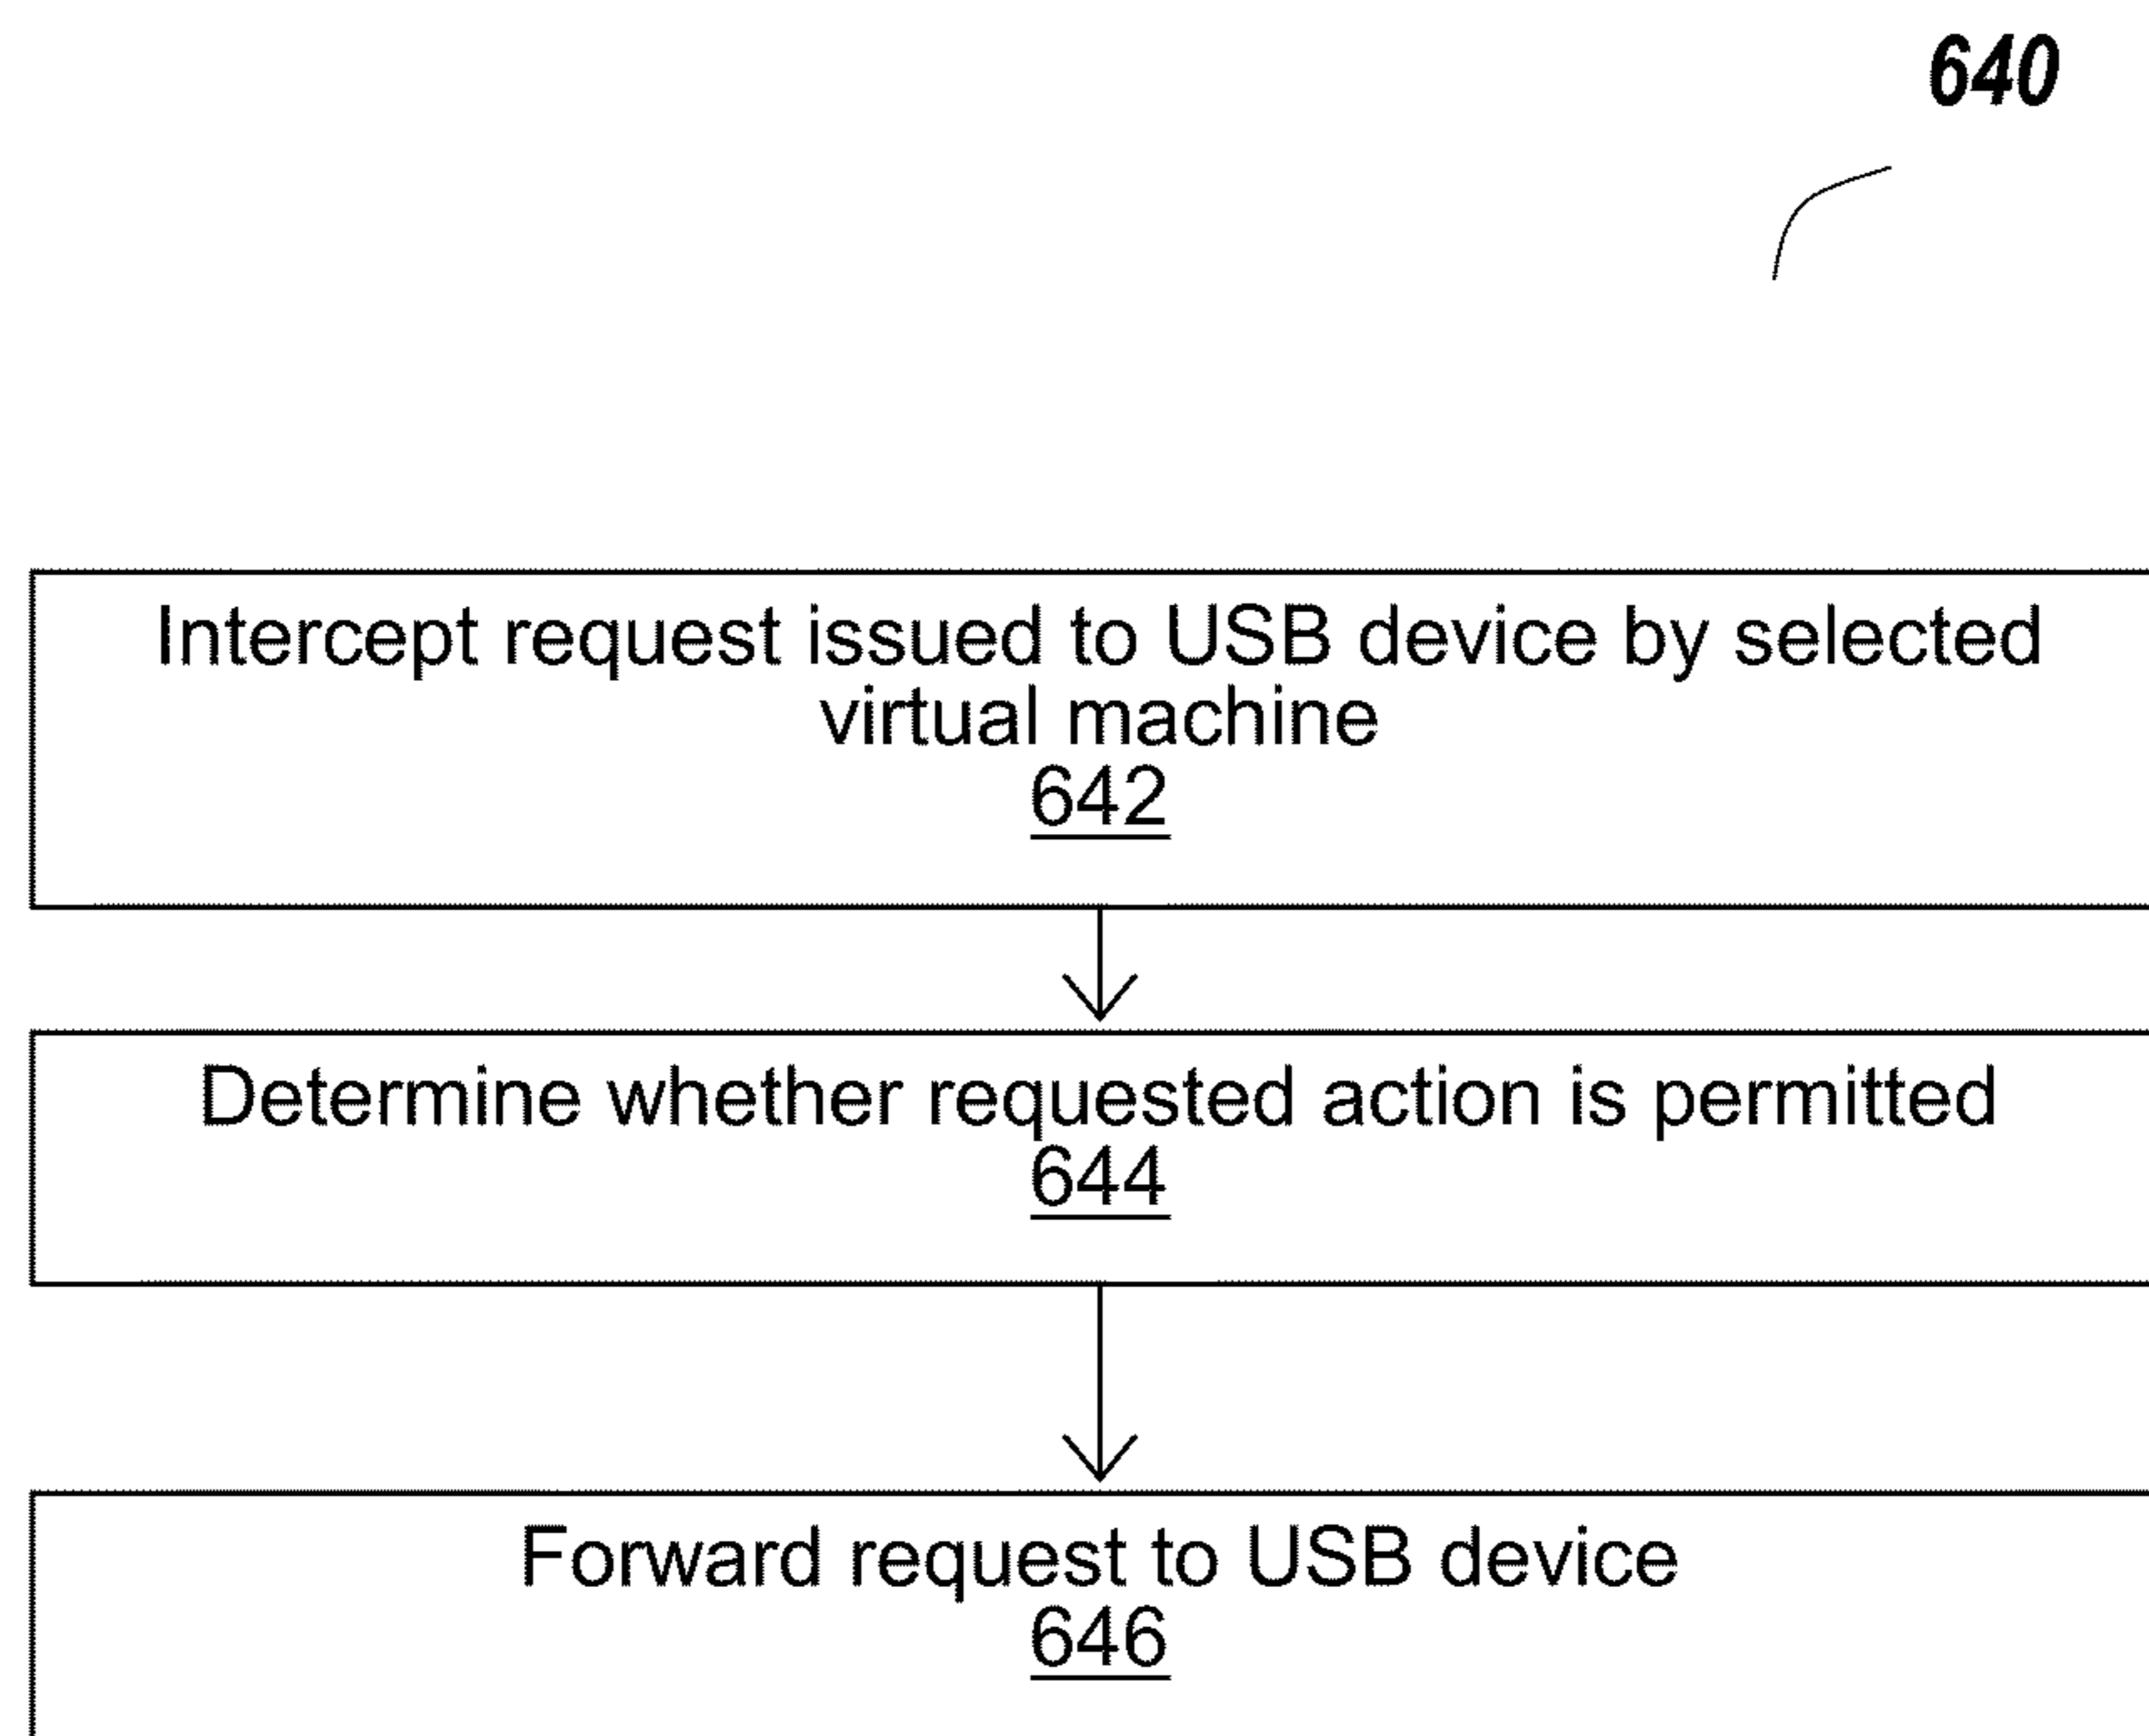 640
Intercept request issued to USB device by selected
virtual machine
642
Determine whether requested action is permitted
644
Forward request to USB device
646